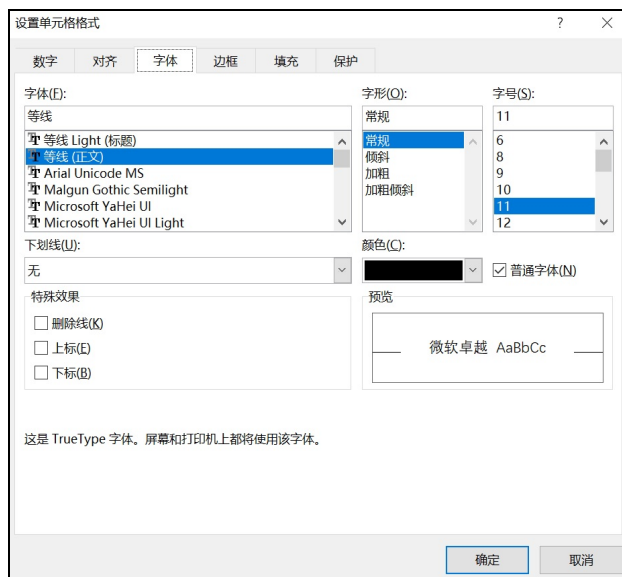 设置单元格格式
?
数字 对齐 字体 边框 填充 保护
字体(F): 字形(O): 字号(S):
等线 常规 11
等线 Light (标题) 常规 6
等线 (正文) 倾斜 8
Arial Unicode MS 加粗 9
Malgun Gothic Semilight 加粗倾斜 10
Microsoft YaHei UI 11
Microsoft YaHei UI Light 12
下划线(U): 颜色(C):
无 普通字体(N)
特殊效果 预览
删除线(K)
上标(E)
下标(B)
微软卓越 AaBbCc
这是 TrueType 字体。屏幕和打印机上都将使用该字体。
确定 取消